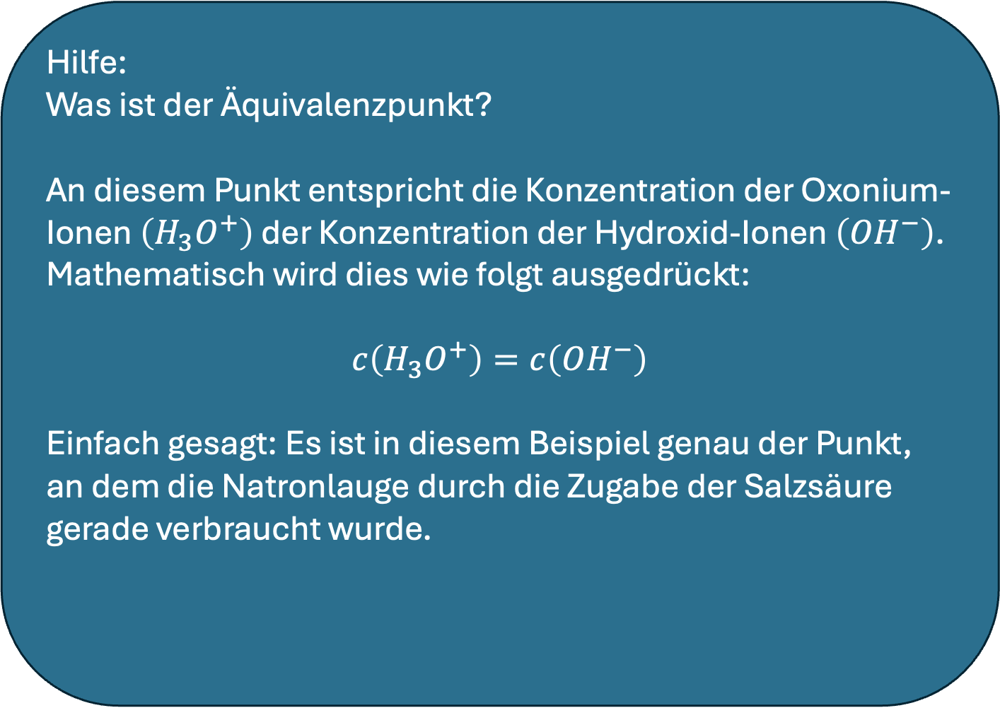 Hilfe:
Was ist der Äquivalenzpunkt?
An diesem Punkt entspricht die Konzentration der Oxonium-
Ionen (H₃O⁺) der Konzentration der Hydroxid-Ionen (OH⁻).
Mathematisch wird dies wie folgt ausgedrückt:
c(H₃O⁺) = c(OH⁻)
Einfach gesagt: Es ist in diesem Beispiel genau der Punkt,
an dem die Natronlauge durch die Zugabe der Salzsäure
gerade verbraucht wurde.